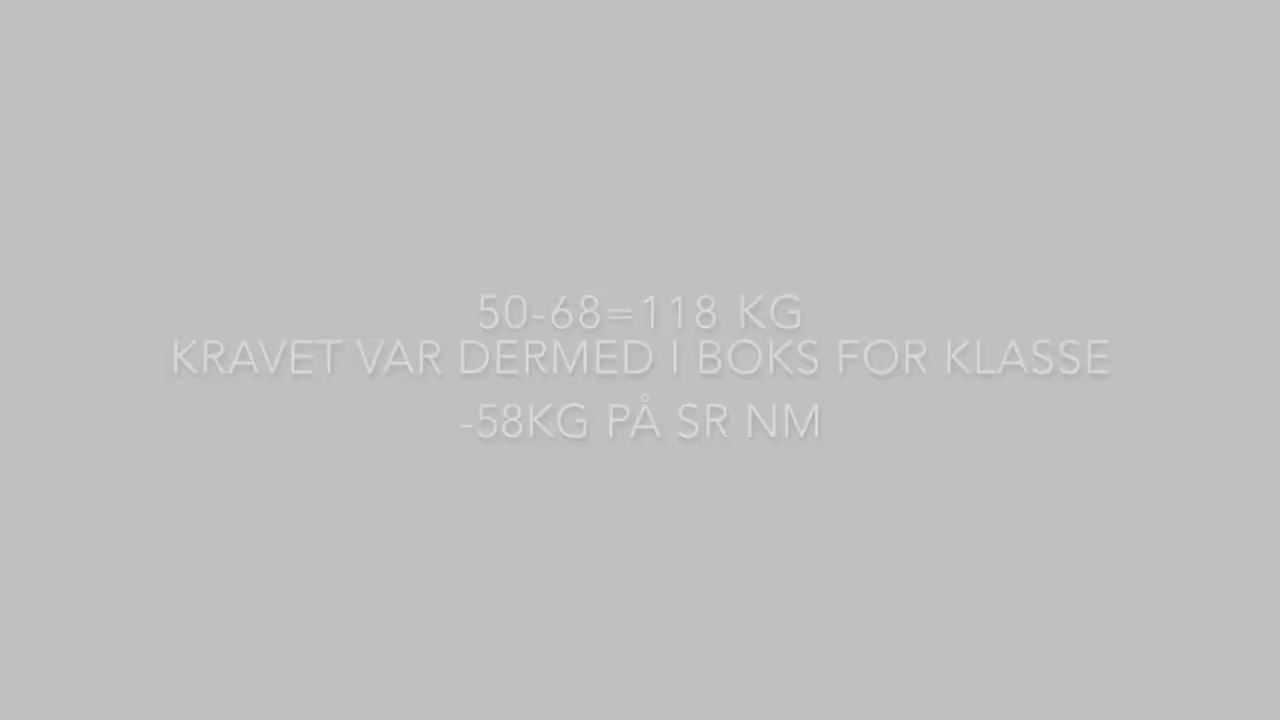 50-68=118 KG
KRAVET VAR DERMED I BOKS FOR KLASSE
-58KG PÅ SR NM